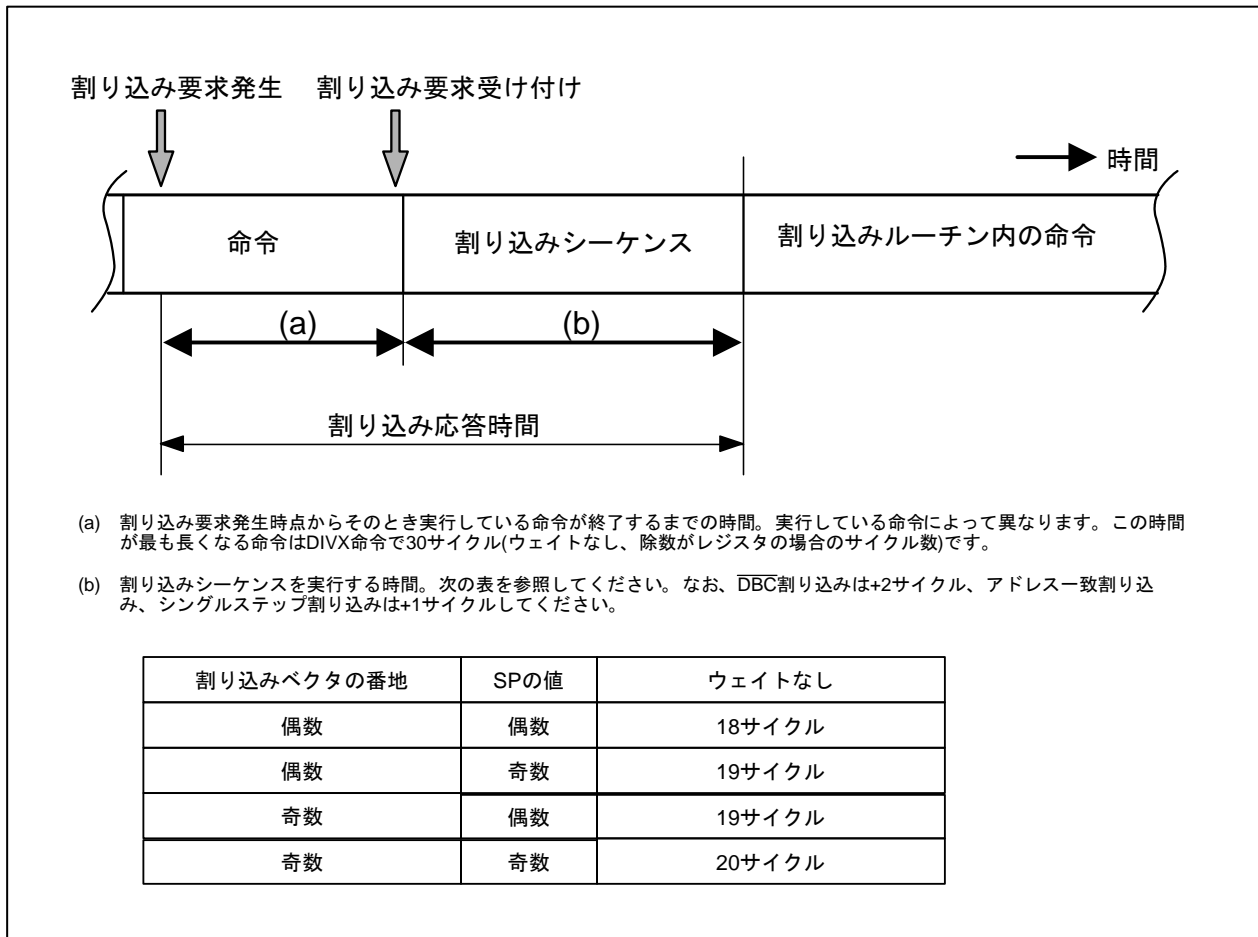 割り込み要求発生 割り込み要求受け付け
時間
命令 割り込みシーケンス 割り込みルーチン内の命令
(a) (b)
割り込み応答時間
(a) 割り込み要求発生時点からそのとき実行している命令が終了するまでの時間。実行している命令によって異なります。この時間
が最も長くなる命令はDIVX命令で30サイクル(ウェイトなし、除数がレジスタの場合のサイクル数)です。
(b) 割り込みシーケンスを実行する時間。次の表を参照してください。なお、DBC割り込みは+2サイクル、アドレス一致割り込
み、シングルステップ割り込みは+1サイクルしてください。
割り込みベクタの番地 SPの値 ウェイトなし
偶数 偶数 18サイクル
偶数 奇数 19サイクル
奇数 偶数 19サイクル
奇数 奇数 20サイクル